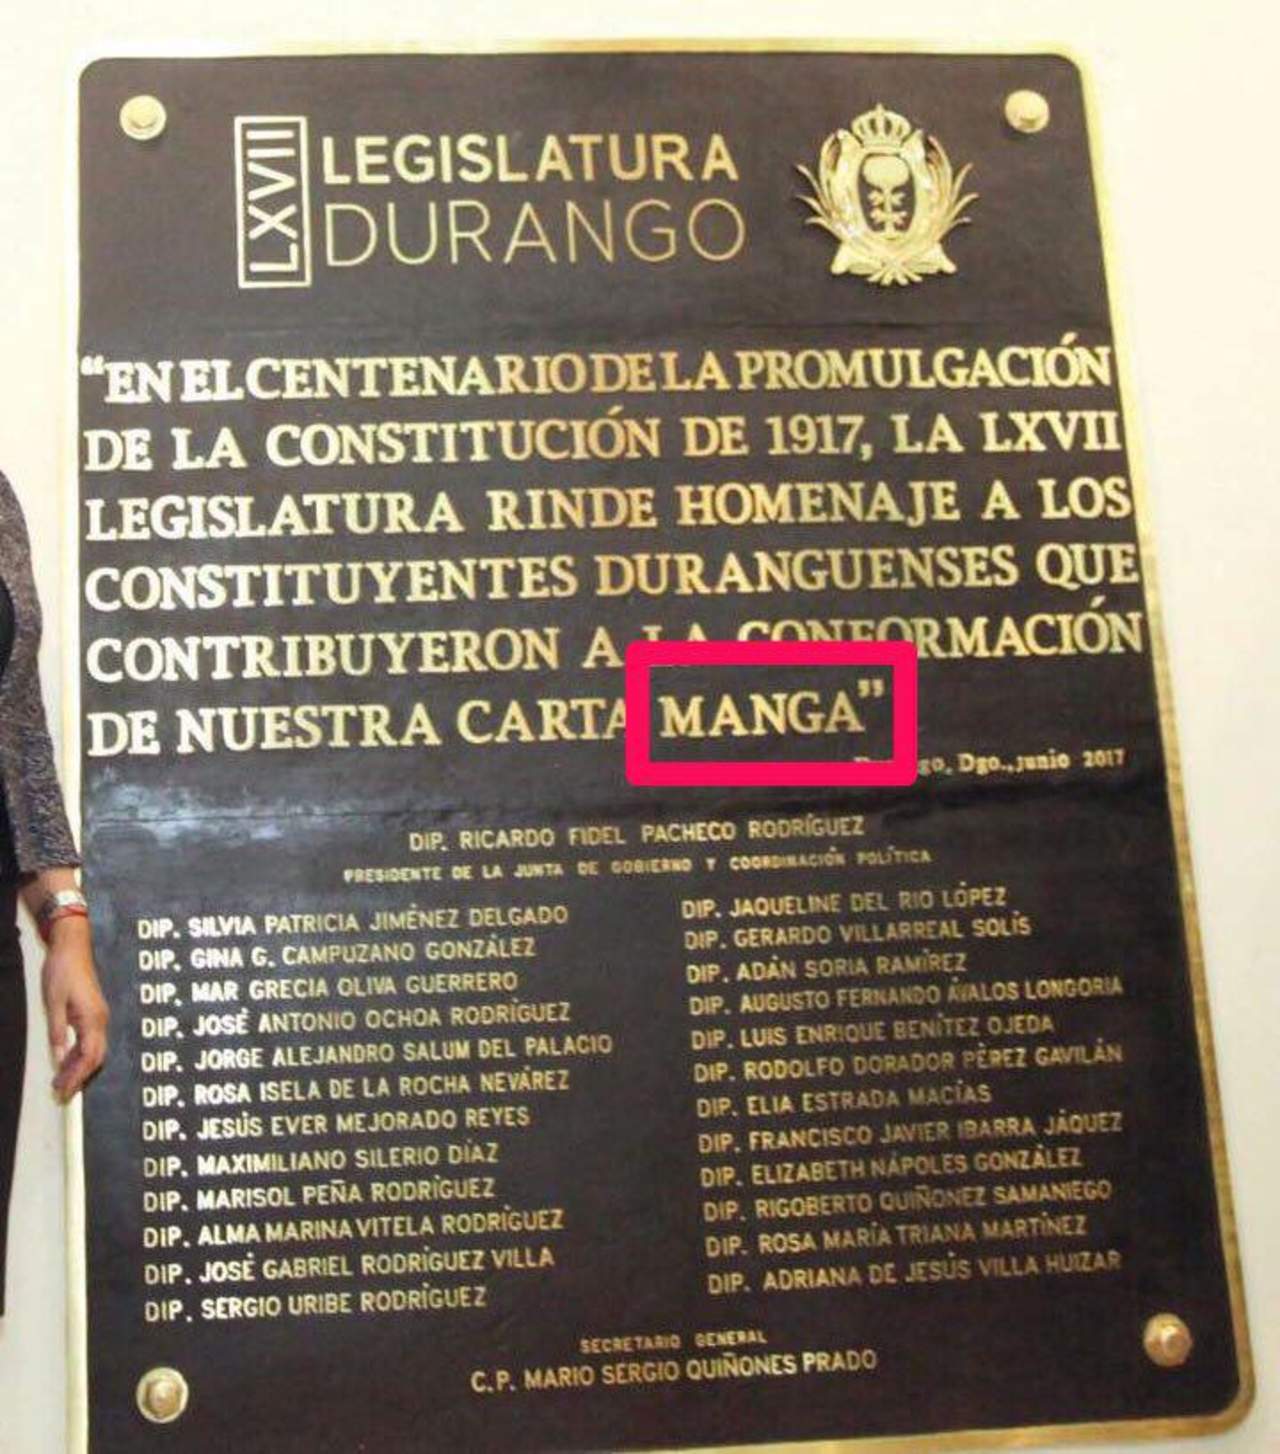 LXVII LEGISLATURA
DURANGO
“EN EL CENTENARIO DE LA PROMULGACIÓN
DE LA CONSTITUCIÓN DE 1917, LA LXVII
LEGISLATURA RINDE HOMENAJE A LOS
CONSTITUYENTES DURANGUENSES QUE
CONTRIBUYERON A LA CONFORMACIÓN
DE NUESTRA CARTA MANGA”
Durango, Dgo., junio 2017
DIP. RICARDO FIDEL PACHECO RODRÍGUEZ
PRESIDENTE DE LA JUNTA DE GOBIERNO Y COORDINACIÓN POLÍTICA
DIP. SILVIA PATRICIA JIMÉNEZ DELGADO
DIP. GINA G. CAMPUZANO GONZÁLEZ
DIP. MAR GRECIA OLIVA GUERRERO
DIP. JOSÉ ANTONIO OCHOA RODRÍGUEZ
DIP. JORGE ALEJANDRO SALUM DEL PALACIO
DIP. ROSA ISELA DE LA ROCHA NEVÁREZ
DIP. JESÚS EVER MEJORADO REYES
DIP. MAXIMILIANO SILERIO DÍAZ
DIP. MARISOL PEÑA RODRÍGUEZ
DIP. ALMA MARINA VITELA RODRÍGUEZ
DIP. JOSÉ GABRIEL RODRÍGUEZ VILLA
DIP. SERGIO URIBE RODRÍGUEZ
DIP. JAQUELINE DEL RIO LÓPEZ
DIP. GERARDO VILLARREAL SOLÍS
DIP. ADÁN SORIA RAMÍREZ
DIP. AUGUSTO FERNANDO ÁVALOS LONGORIA
DIP. LUIS ENRIQUE BENÍTEZ OJEDA
DIP. RODOLFO DORADOR PÉREZ GAVILÁN
DIP. ELIA ESTRADA MACÍAS
DIP. FRANCISCO JAVIER IBARRA JÁQUEZ
DIP. ELIZABETH NÁPOLES GONZÁLEZ
DIP. RIGOBERTO QUIÑONEZ SAMANIEGO
DIP. ROSA MARÍA TRIANA MARTÍNEZ
DIP. ADRIANA DE JESÚS VILLA HUIZAR
SECRETARIO GENERAL
C.P. MARIO SERGIO QUIÑONES PRADO